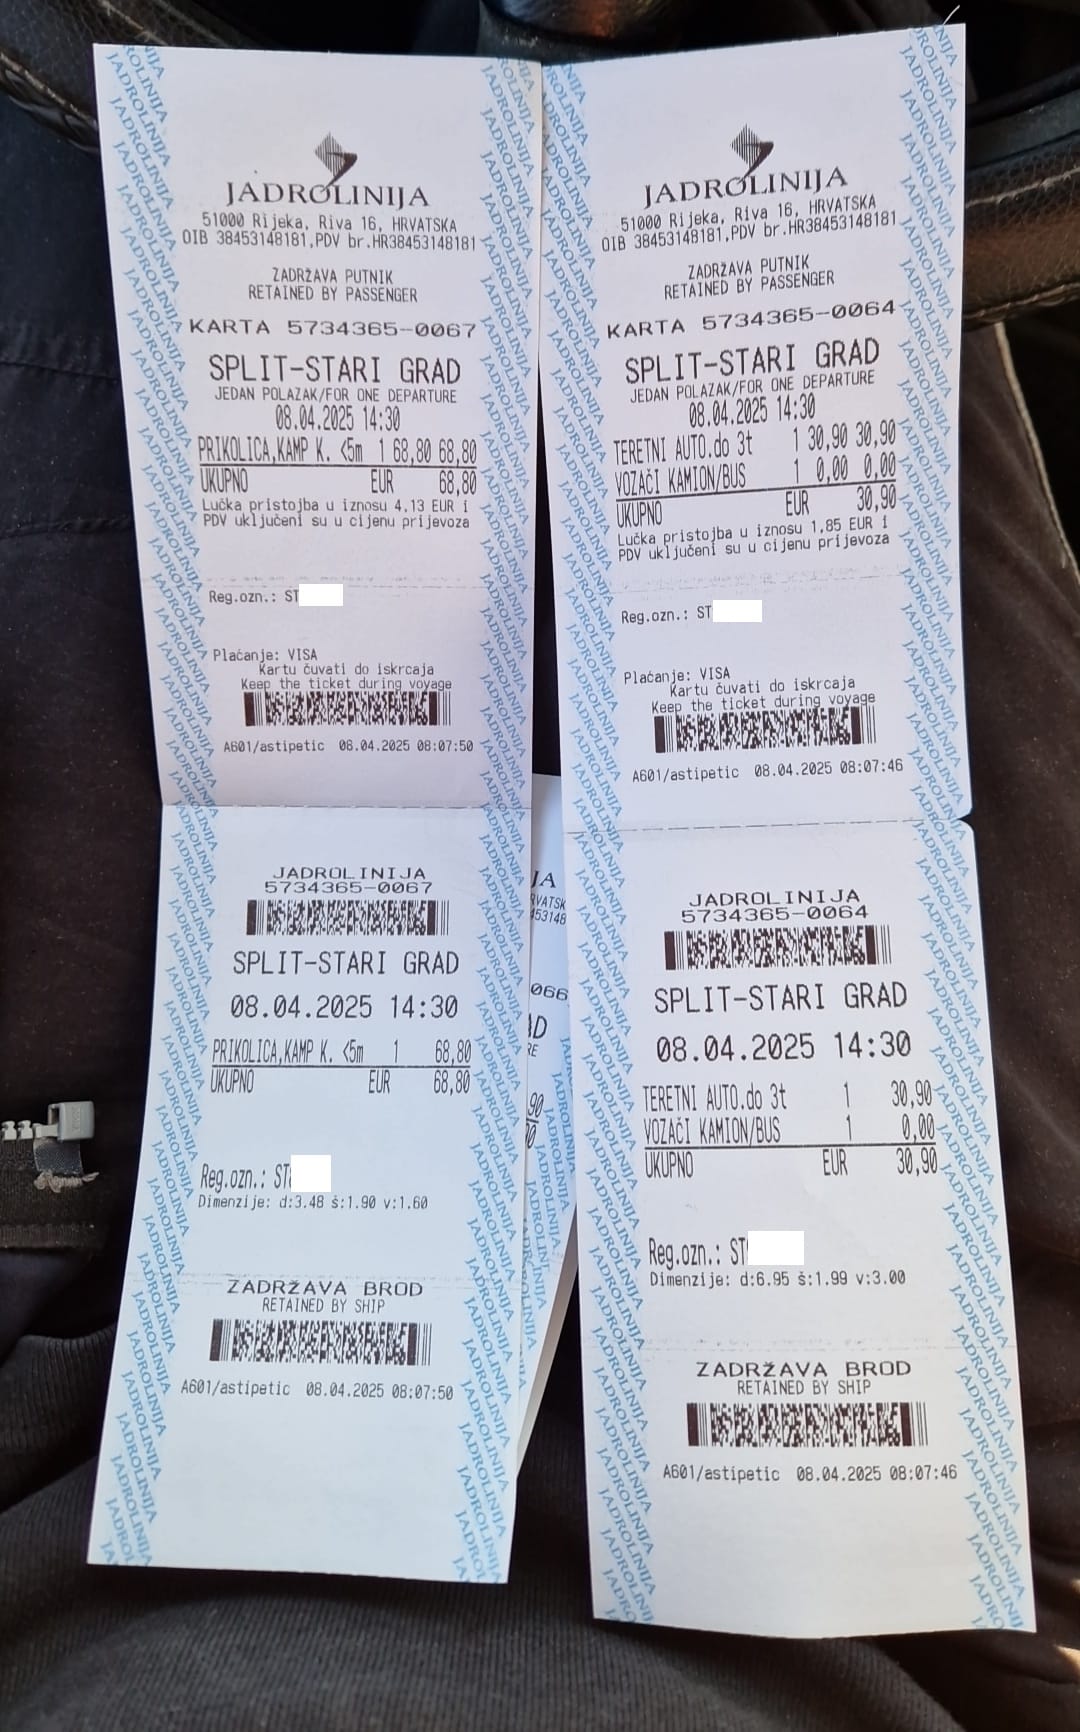 JADROLINIJA
51000 Rijeka, Riva 16, HRVATSKA
OIB 38453148181,PDV br.HR38453148181
ZADRŽAVA PUTNIK
RETAINED BY PASSENGER
KARTA 5734365-0067
SPLIT-STARI GRAD
JEDAN POLAZAK/FOR ONE DEPARTURE
08.04.2025 14:30
PRIKOLICA,KAMP K. <5m 1 68,80 68,80
UKUPNO EUR 68,80
Lučka pristojba u iznosu 4.13 EUR i
PDV uključeni su u cijenu prijevoza
Reg.ozn.: ST
Plaćanje: VISA
Kartu čuvati do iskrcaja
Keep the ticket during voyage
A601/astipetic 08.04.2025 08:07:50
JADROLINIJA
5734365-0067
SPLIT-STARI GRAD
08.04.2025 14:30
PRIKOLICA,KAMP K. <5m 1 68,80
UKUPNO EUR 68,80
Reg.ozn.: ST
Dimenzije: d:3.48 š:1.90 v:1.60
ZADRŽAVA BROD
RETAINED BY SHIP
A601/astipetic 08.04.2025 08:07:50
JADROLINIJA
51000 Rijeka, Riva 16, HRVATSKA
OIB 38453148181,PDV br.HR38453148181
ZADRŽAVA PUTNIK
RETAINED BY PASSENGER
KARTA 5734365-0064
SPLIT-STARI GRAD
JEDAN POLAZAK/FOR ONE DEPARTURE
08.04.2025 14:30
TERETNI AUTO.do 3t 1 30,90 30,90
VOZAČI KAMION/BUS 1 0,00 0,00
UKUPNO EUR 30,90
Lučka pristojba u iznosu 1,85 EUR i
PDV uključeni su u cijenu prijevoza
Reg.ozn.: ST
Plaćanje: VISA
Kartu čuvati do iskrcaja
Keep the ticket during voyage
A601/astipetic 08.04.2025 08:07:46
JADROLINIJA
5734365-0064
SPLIT-STARI GRAD
08.04.2025 14:30
TERETNI AUTO.do 3t 1 30,90
VOZAČI KAMION/BUS 1 0,00
UKUPNO EUR 30,90
Reg.ozn.: ST
Dimenzije: d:6.95 š:1.99 v:3.00
ZADRŽAVA BROD
RETAINED BY SHIP
A601/astipetic 08.04.2025 08:07:46